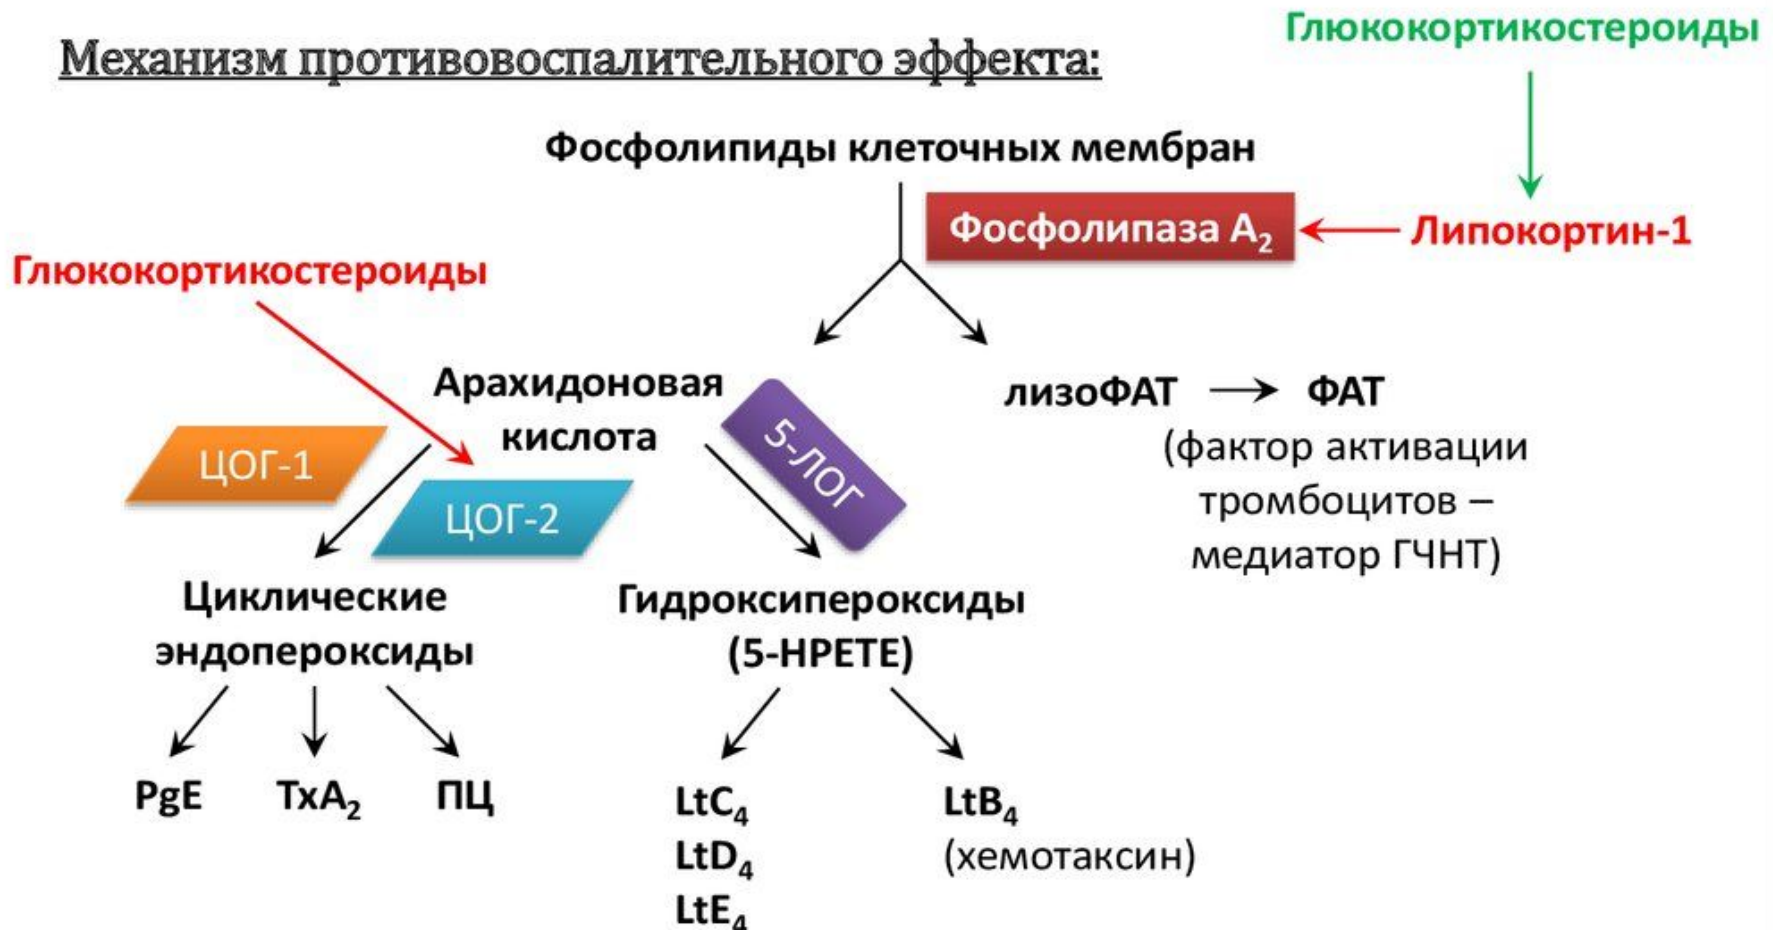 Глюкокортикостероиды
Механизм противовоспалительного эффекта:
Фосфолипиды клеточных мембран
Фосфолипаза А₂
Липокортин-1
Глюкокортикостероиды
Арахидоновая
кислота
лизоФАТ
ФАТ
(фактор активации
тромбоцитов –
медиатор ГЧНТ)
ЦОГ-1
ЦОГ-2
5-ЛОГ
Циклические
эндопероксиды
Гидроксипероксиды
(5-НРЕТЕ)
PgE
TxA₂
ПЦ
LtC₄
LtD₄
LtE₄
LtB₄
(хемотаксин)